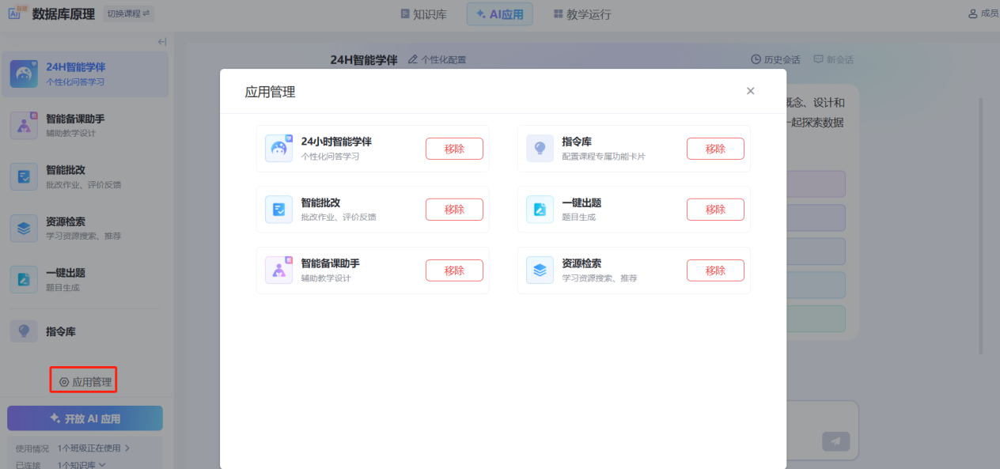 数据库原理 切换课程
知识库 AI应用 教学运行
成员
24H智能学伴
个性化问答学习
智能备课助手
辅助教学设计
智能批改
批改作业、评价反馈
资源检索
学习资源搜索、推荐
一键出题
题目生成
指令库
应用管理
开放 AI 应用
使用情况 1个班级正在使用
已连接 1个知识库
24H智能学伴 个性化配置
历史会话 新会话
概念、设计和
一起探索数据
应用管理
24小时智能学伴
个性化问答学习
移除
指令库
配置课程专属功能卡片
移除
智能批改
批改作业、评价反馈
移除
一键出题
题目生成
移除
智能备课助手
辅助教学设计
移除
资源检索
学习资源搜索、推荐
移除